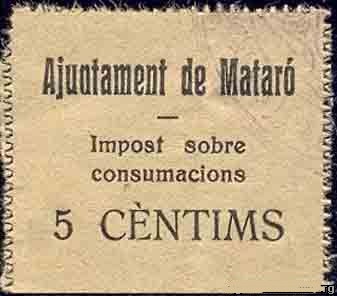 Ajuntament de Mataró
—
Impost sobre
consumacions
5 CÈNTIMS